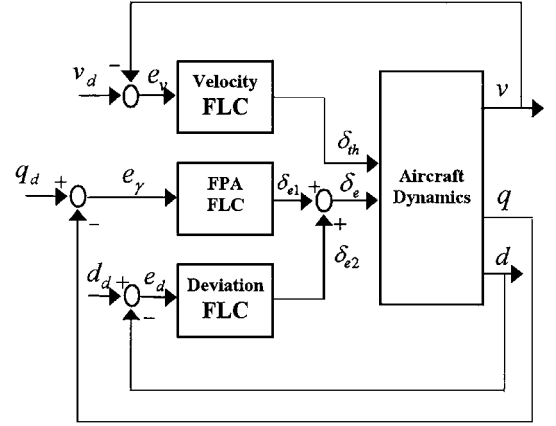 −
v_d
e_v
Velocity
FLC
v
δ_th
q_d
+
−
e_γ
FPA
FLC
δ_e1
+
+
δ_e
Aircraft
Dynamics
q
d_d
+
−
e_d
Deviation
FLC
δ_e2
d